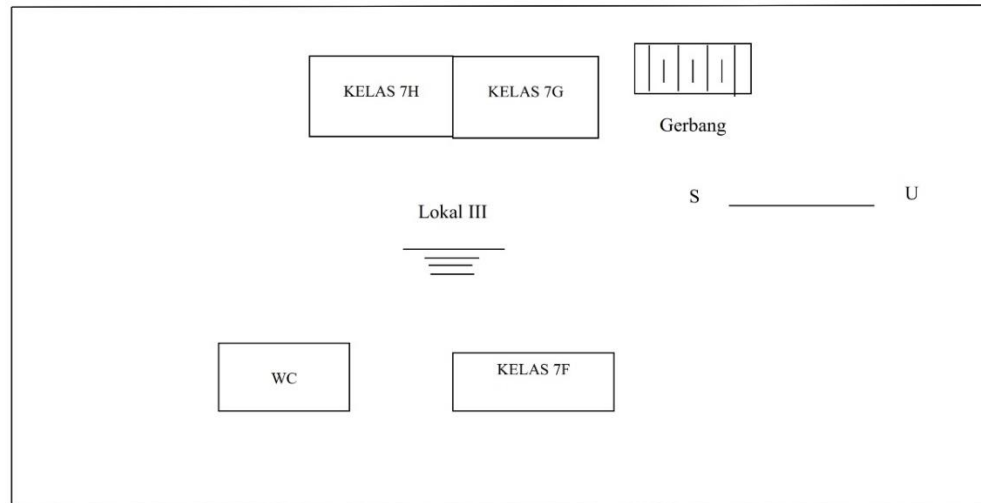 KELAS 7H
KELAS 7G
Gerbang
S U
Lokal III
WC
KELAS 7F